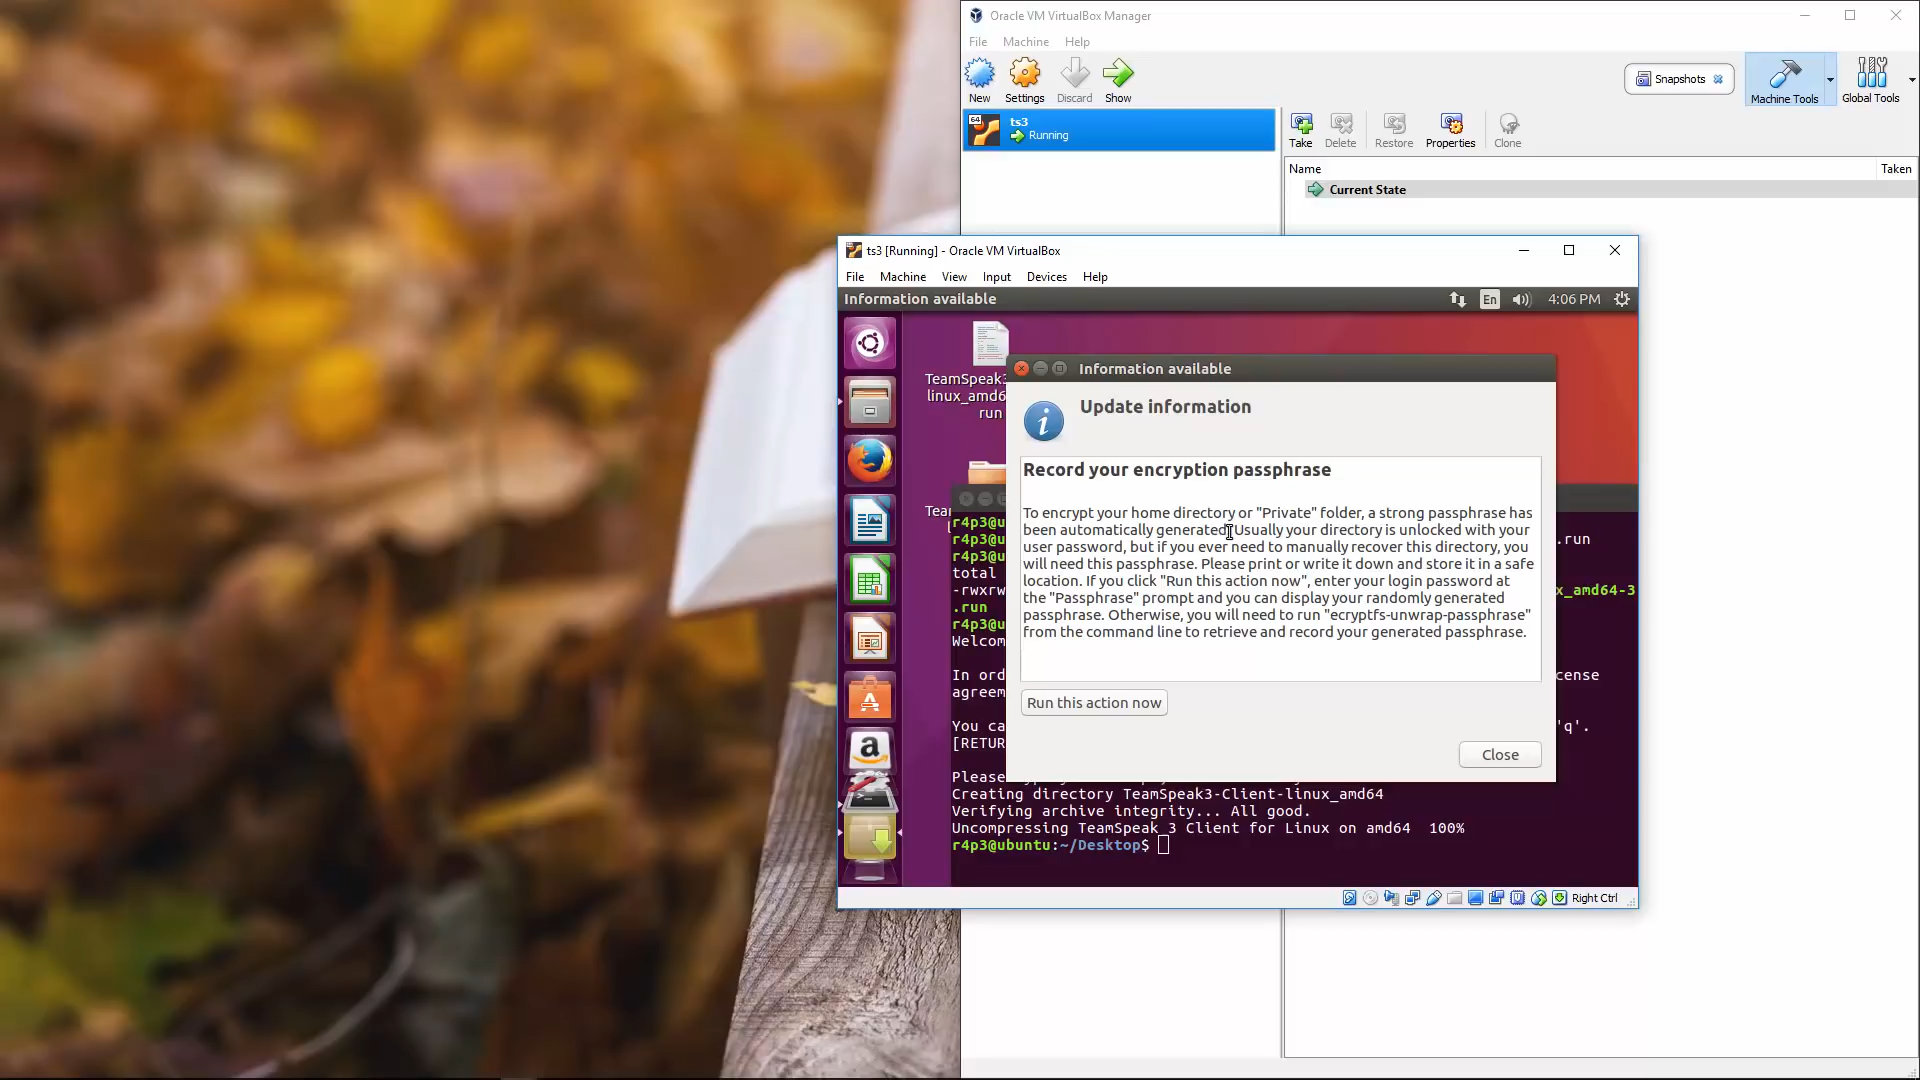 Oracle VM VirtualBox Manager
File Machine Help
New Settings Discard Show
Snapshots
Machine Tools
Global Tools
64
ts3
Running
Take Delete Restore Properties Clone
Name Taken
Current State
ts3 [Running] - Oracle VM VirtualBox
File Machine View Input Devices Help
Information available
En 4:06 PM
TeamSpeak3
linux_amd6
run
Information available
Update information
Record your encryption passphrase
To encrypt your home directory or "Private" folder, a strong passphrase has
been automatically generated. Usually your directory is unlocked with your
user password, but if you ever need to manually recover this directory, you
will need this passphrase. Please print or write it down and store it in a safe
location. If you click "Run this action now", enter your login password at
the "Passphrase" prompt and you can display your randomly generated
passphrase. Otherwise, you will need to run "ecryptfs-unwrap-passphrase"
from the command line to retrieve and record your generated passphrase.
Run this action now
Close
Tea
r4p3@u
r4p3@u .run
r4p3@u
total
-rwxrw x_amd64-3
.run
r4p3@u
Welcom
In ord cense
agreem
You ca 'q'.
[RETUR
Please
Creating directory TeamSpeak3-Client-linux_amd64
Verifying archive integrity... All good.
Uncompressing TeamSpeak 3 Client for Linux on amd64 100%
r4p3@ubuntu:~/Desktop$
Right Ctrl